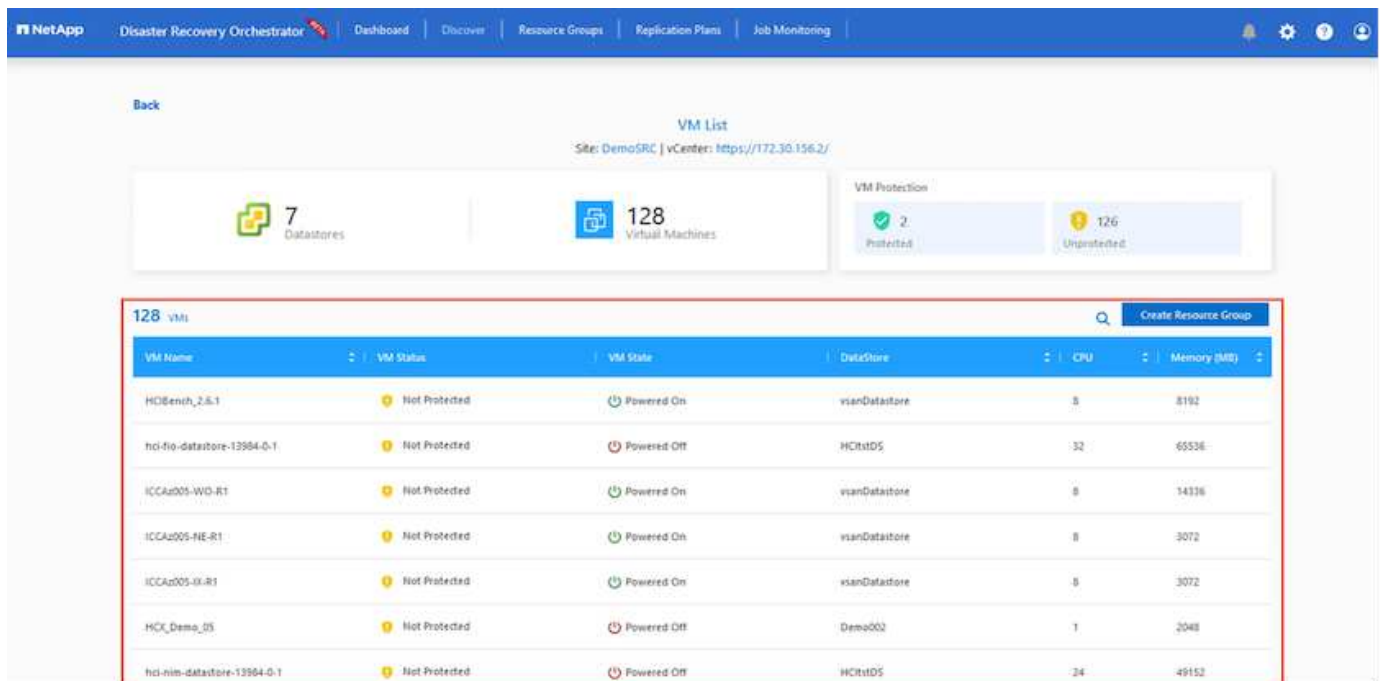 NetApp Disaster Recovery Orchestrator Dashboard Discover Resource Groups Replication Plans Job Monitoring
Back
VM List
Site: DemoSRC | vCenter: https://172.30.156.2/
7
Datastores
128
Virtual Machines
VM Protection
2
Protected
126
Unprotected
128 VMs
Create Resource Group
VM Name VM Status VM State DataStore CPU Memory (MB)
HCIBench_2.6.1 Not Protected Powered On vsanDatastore 8 8192
hci-fio-datastore-13984-0-1 Not Protected Powered Off HCItstDS 32 65536
ICCAz005-WO-R1 Not Protected Powered On vsanDatastore 8 14336
ICCAz005-NE-R1 Not Protected Powered On vsanDatastore 8 3072
ICCAz005-IX-R1 Not Protected Powered On vsanDatastore 8 3072
HCX_Demo_05 Not Protected Powered Off Demo002 1 2048
hci-nim-datastore-13984-0-1 Not Protected Powered Off HCItstDS 24 49152